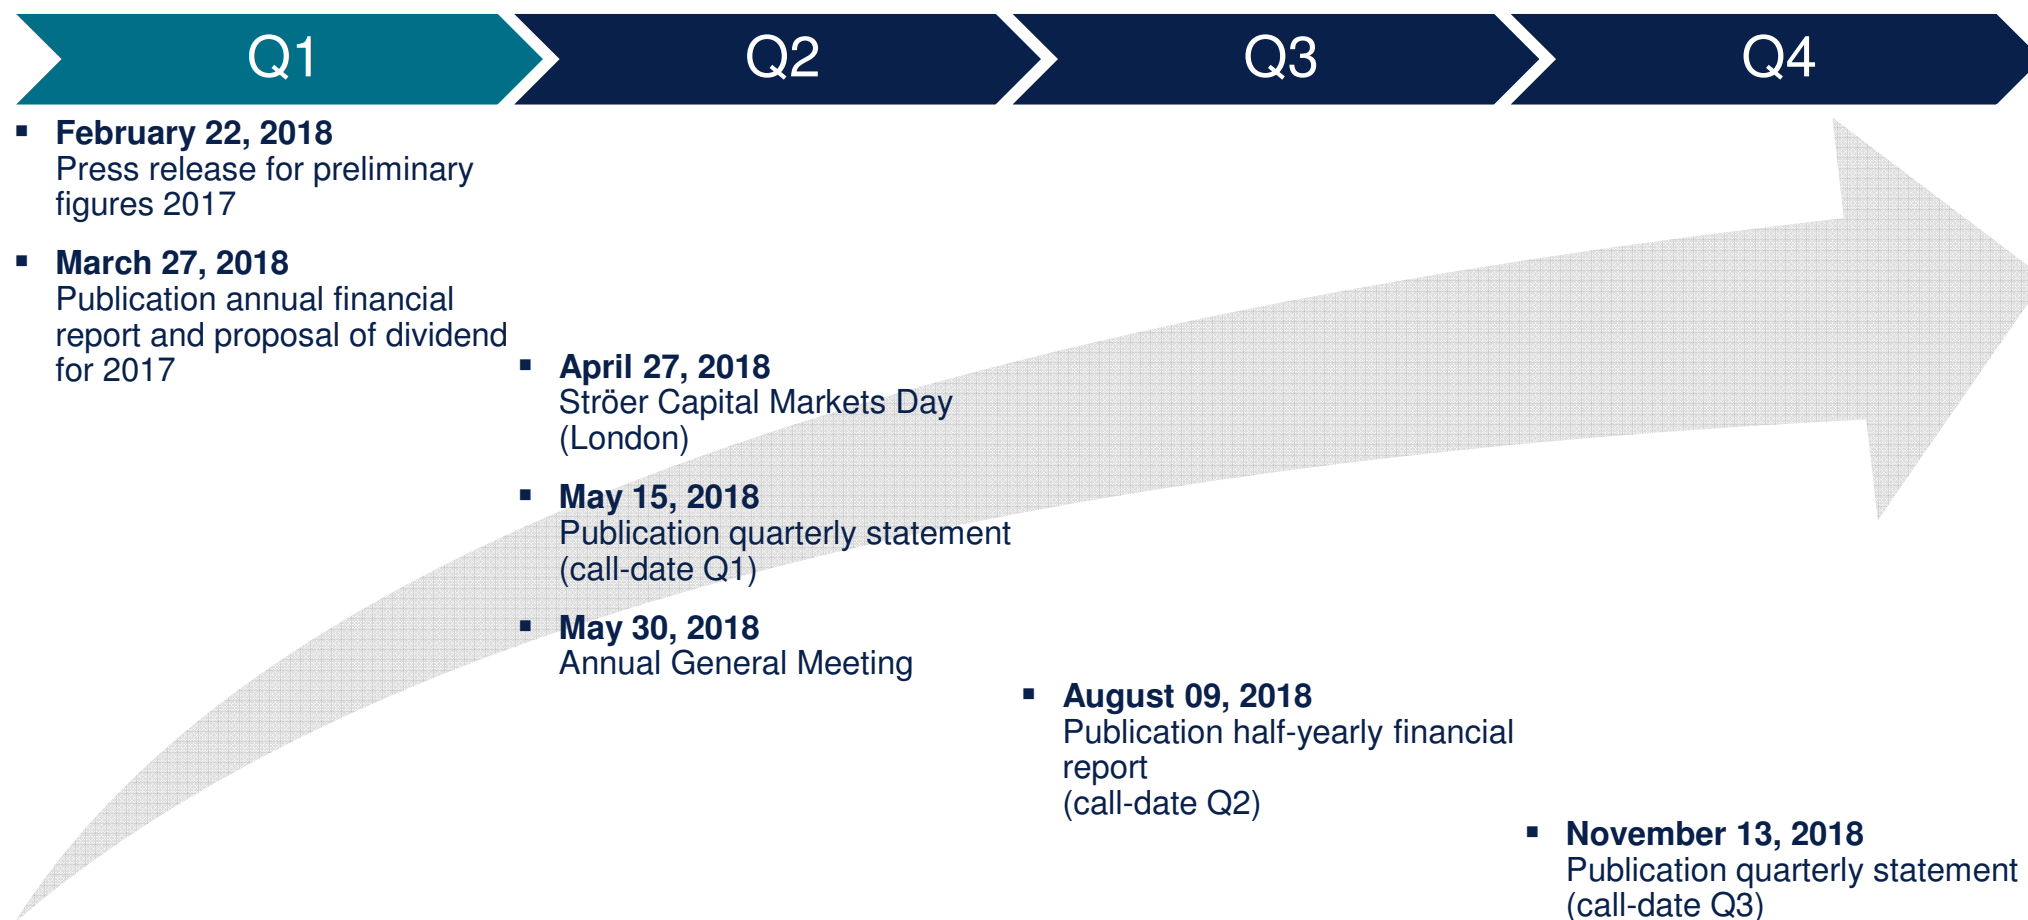 Q1
Q2
Q3
Q4
▪ February 22, 2018
Press release for preliminary
figures 2017
▪ March 27, 2018
Publication annual financial
report and proposal of dividend
for 2017
▪ April 27, 2018
Ströer Capital Markets Day
(London)
▪ May 15, 2018
Publication quarterly statement
(call-date Q1)
▪ May 30, 2018
Annual General Meeting
▪ August 09, 2018
Publication half-yearly financial
report
(call-date Q2)
▪ November 13, 2018
Publication quarterly statement
(call-date Q3)